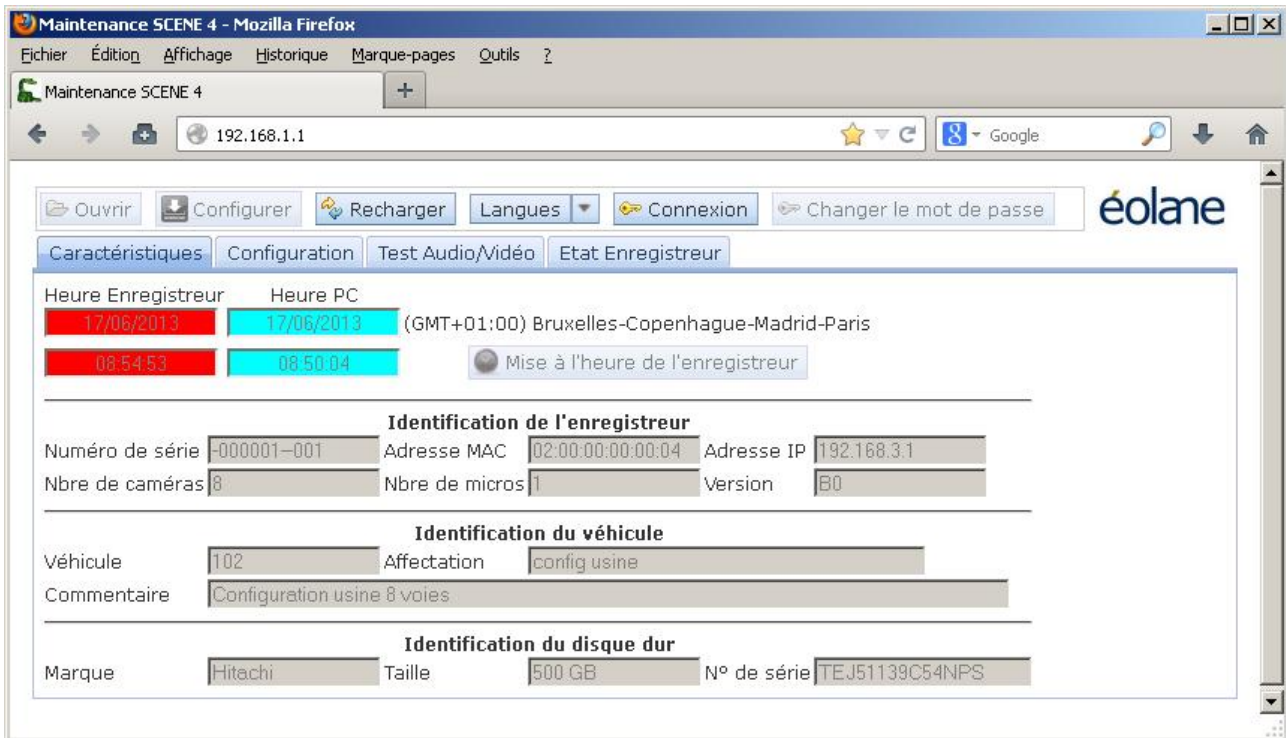 Maintenance SCENE 4 - Mozilla Firefox
Fichier Édition Affichage Historique Marque-pages Outils ?
Maintenance SCENE 4 +
192.168.1.1 8 Google
Ouvrir Configurer Recharger Langues Connexion Changer le mot de passe éolane
Caractéristiques Configuration Test Audio/Vidéo Etat Enregistreur
Heure Enregistreur Heure PC
17/06/2013 17/06/2013 (GMT+01:00) Bruxelles-Copenhague-Madrid-Paris
08:54:53 08:50:04 Mise à l'heure de l'enregistreur
Identification de l'enregistreur
Numéro de série -000001--001 Adresse MAC 02:00:00:00:00:04 Adresse IP 192.168.3.1
Nbre de caméras 8 Nbre de micros 1 Version B0
Identification du véhicule
Véhicule 102 Affectation config usine
Commentaire Configuration usine 8 voies
Identification du disque dur
Marque Hitachi Taille 500 GB Nº de série TEJ51139C54NPS